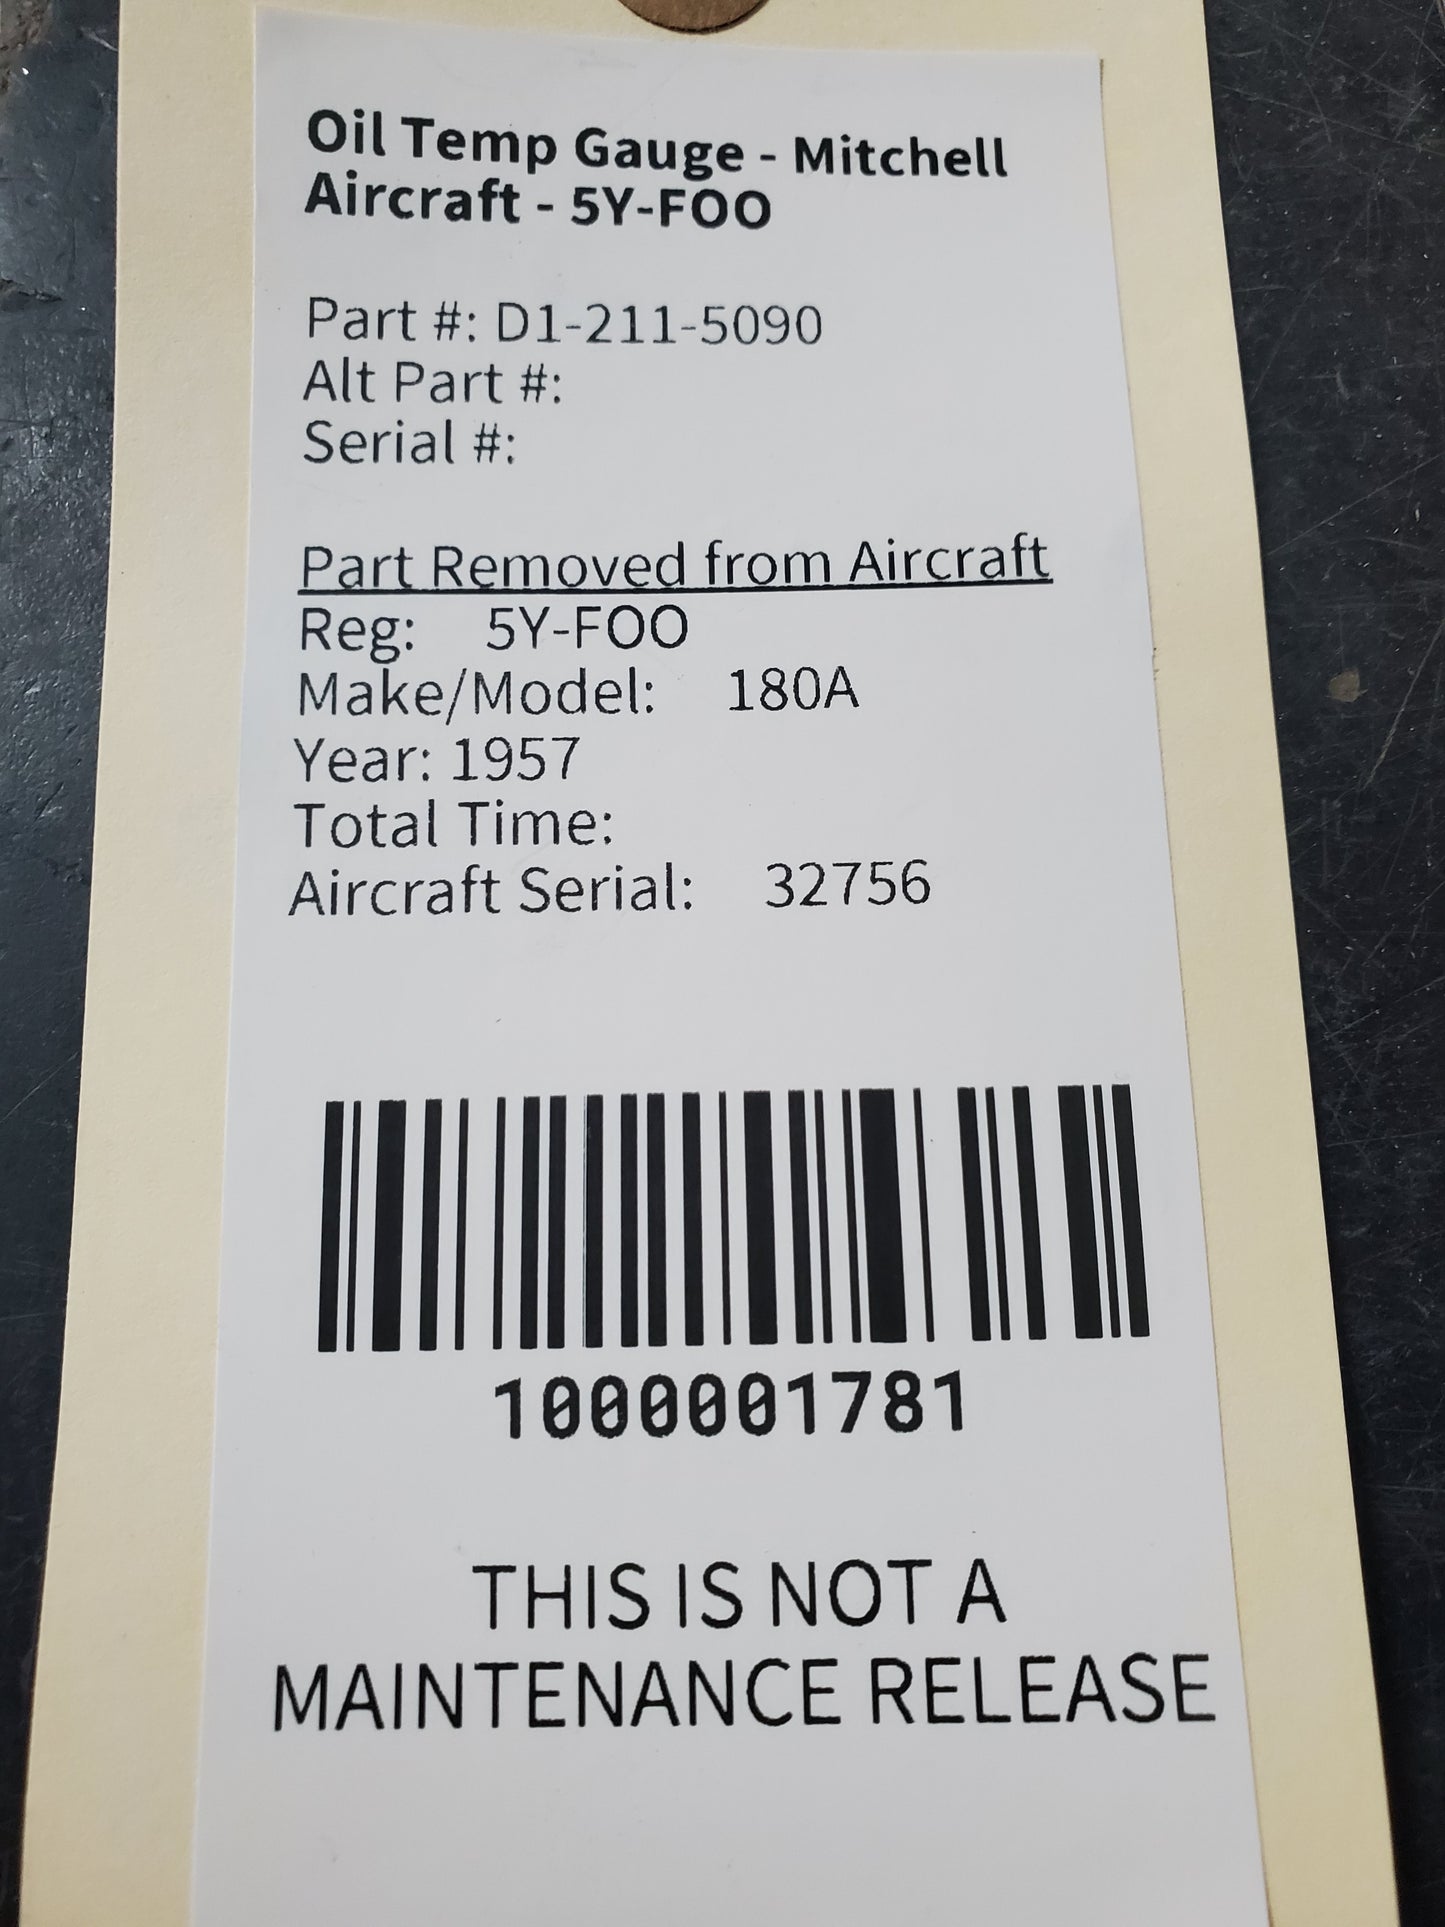 Oil Temp Gauge - Mitchell
Aircraft - 5Y-FOO
Part #: D1-211-5090
Alt Part #:
Serial #:
Part Removed from Aircraft
Reg: 5Y-FOO
Make/Model: 180A
Year: 1957
Total Time:
Aircraft Serial: 32756
1000001781
THIS IS NOT A
MAINTENANCE RELEASE